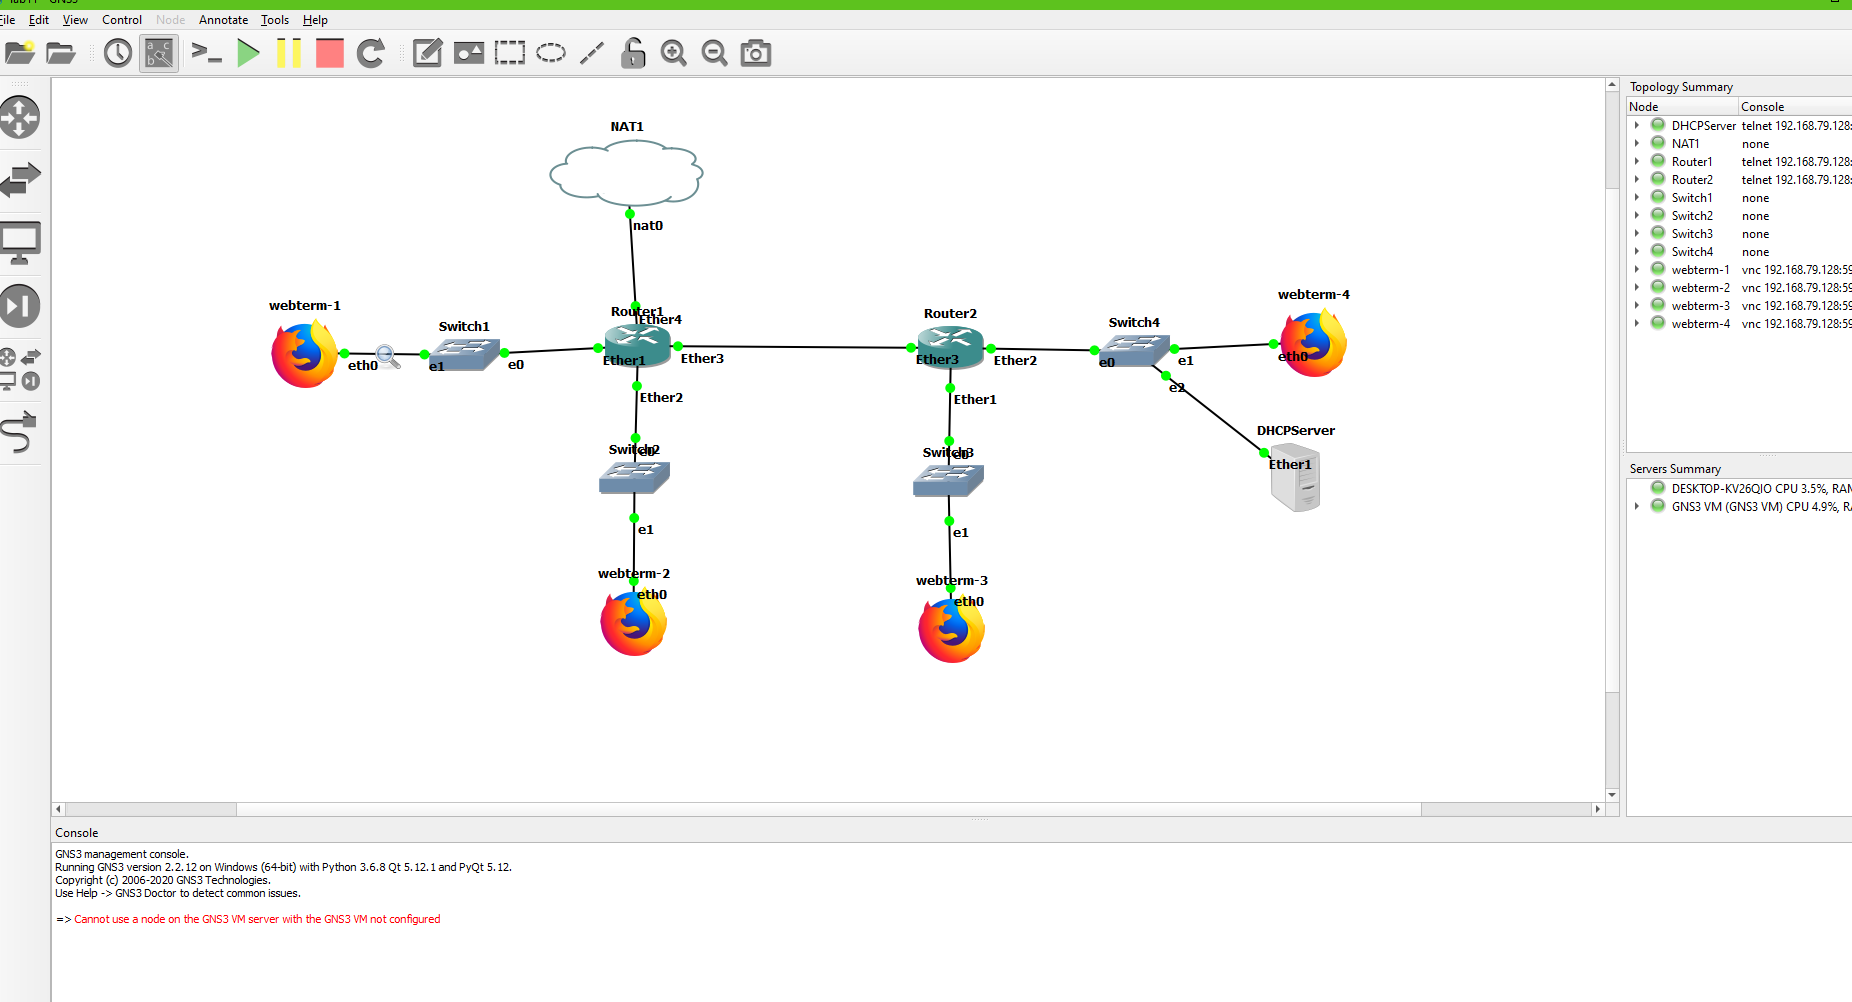 GNS3
File Edit View Control Node Annotate Tools Help
Topology Summary
Node Console
DHCPServer telnet 192.168.79.128:
NAT1 none
Router1 telnet 192.168.79.128:
Router2 telnet 192.168.79.128:
Switch1 none
Switch2 none
Switch3 none
Switch4 none
webterm-1 vnc 192.168.79.128:59
webterm-2 vnc 192.168.79.128:59
webterm-3 vnc 192.168.79.128:59
webterm-4 vnc 192.168.79.128:59
Servers Summary
DESKTOP-KV26QIO CPU 3.5%, RAM
GNS3 VM (GNS3 VM) CPU 4.9%, RA
NAT1
nat0
webterm-1
eth0
Switch1
e1
e0
Router1
Ether4
Ether1
Ether3
Ether2
Router2
Ether3
Ether2
Ether1
Switch4
e0
e1
e2
webterm-4
eth0
DHCPServer
Ether1
Switch2
e0
e1
webterm-2
eth0
Switch3
e0
e1
webterm-3
eth0
Console
GNS3 management console.
Running GNS3 version 2.2.12 on Windows (64-bit) with Python 3.6.8 Qt 5.12.1 and PyQt 5.12.
Copyright (c) 2006-2020 GNS3 Technologies.
Use Help -> GNS3 Doctor to detect common issues.
=> Cannot use a node on the GNS3 VM server with the GNS3 VM not configured